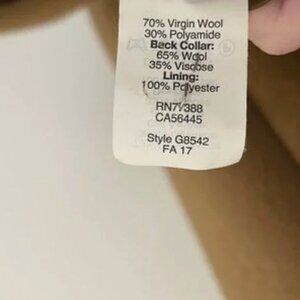 70% Virgin Wool
30% Polyamide
Back Collar:
65% Wool
35% Viscose
Lining:
100% Polyester
RN77388
CA56445
Style G8542
FA 17